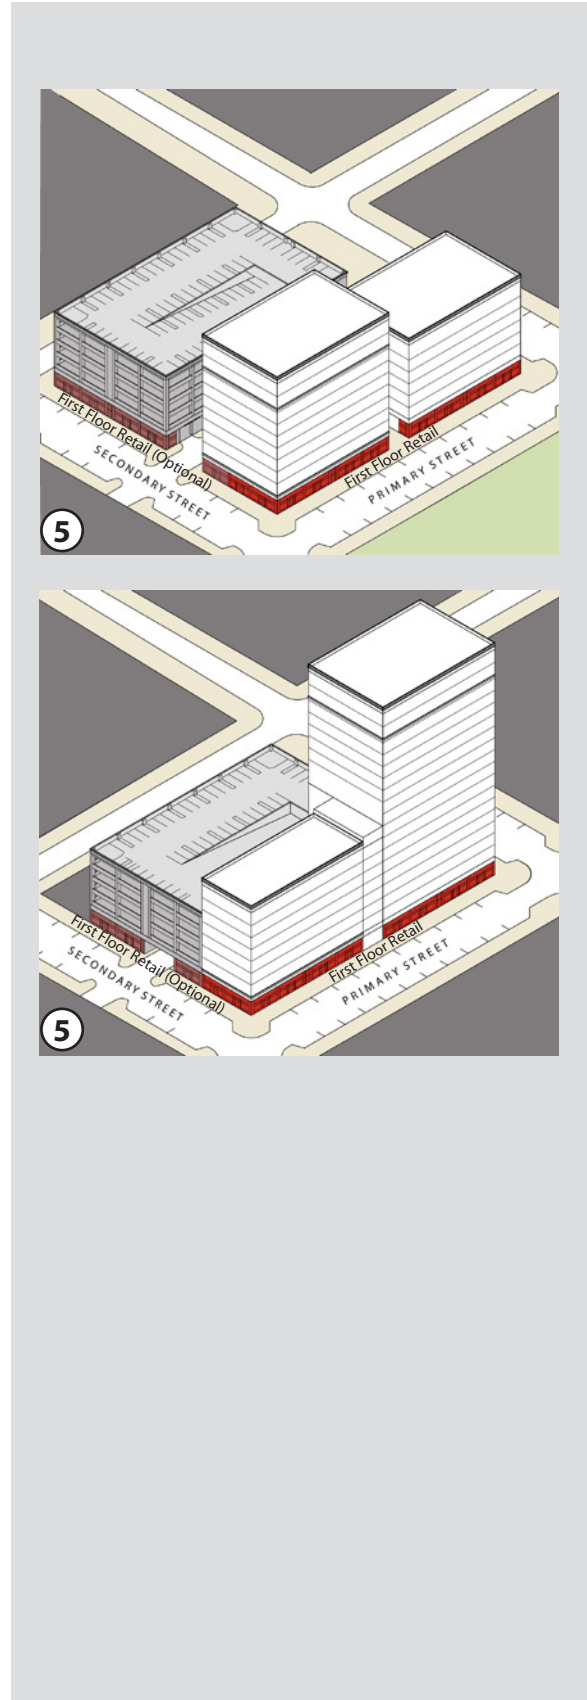 First Floor Retail (Optional)
First Floor Retail
SECONDARY STREET
PRIMARY STREET
5
First Floor Retail (Optional)
First Floor Retail
SECONDARY STREET
PRIMARY STREET
5